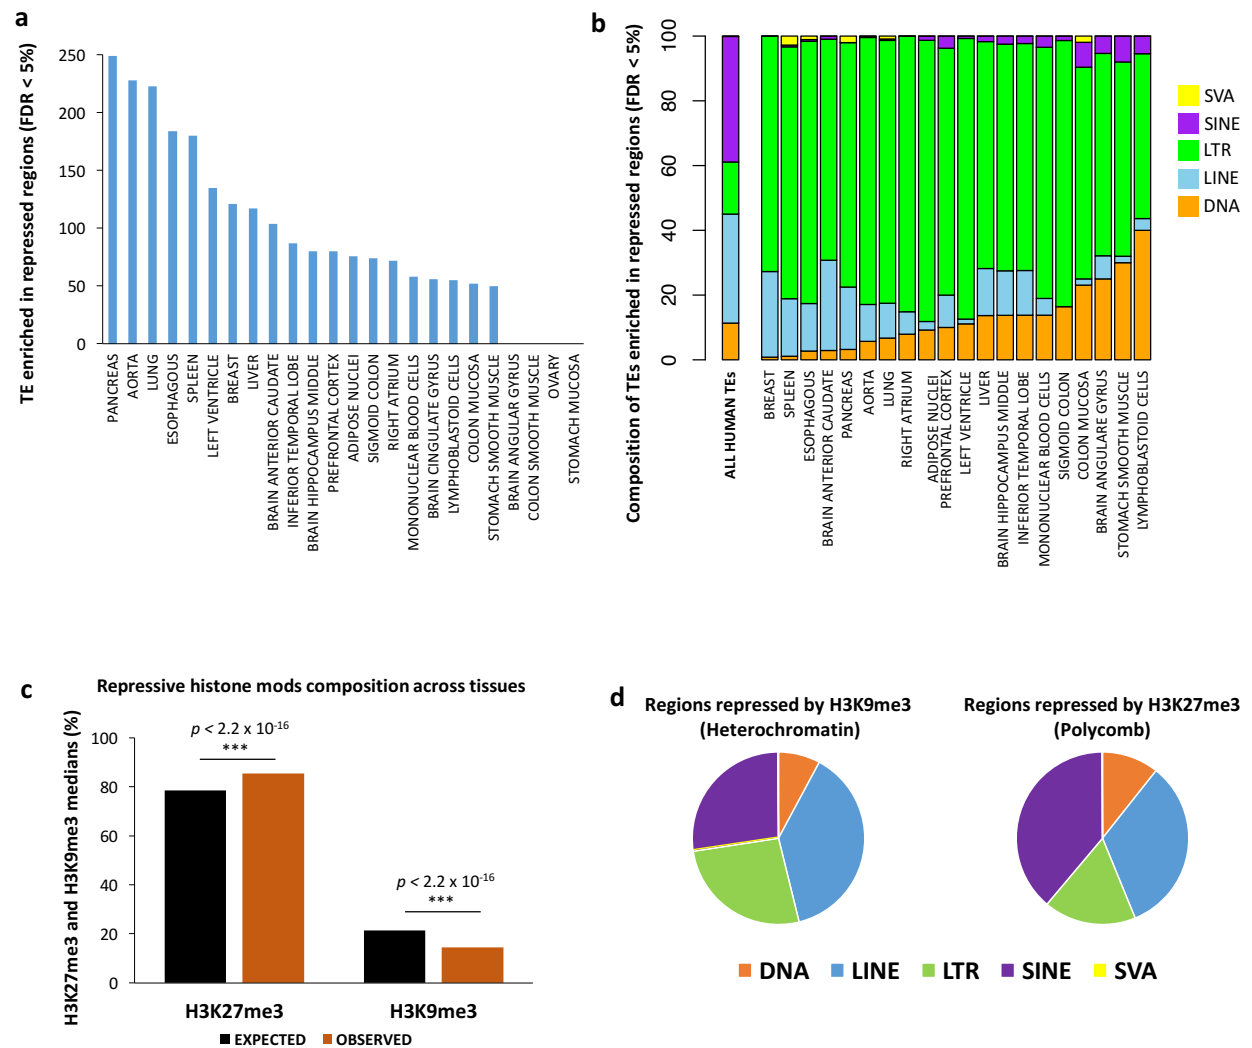 a
TE enriched in repressed regions (FDR < 5%)
250
200
150
100
50
0
PANCREAS
AORTA
LUNG
ESOPHAGOUS
SPLEEN
LEFT VENTRICLE
BREAST
LIVER
BRAIN ANTERIOR CAUDATE
INFERIOR TEMPORAL LOBE
BRAIN HIPPOCAMPUS MIDDLE
PREFRONTAL CORTEX
ADIPOSE NUCLEI
SIGMOID COLON
RIGHT ATRIUM
MONONUCLEAR BLOOD CELLS
BRAIN CINGULATE GYRUS
LYMPHOBLASTOID CELLS
COLON MUCOSA
STOMACH SMOOTH MUSCLE
BRAIN ANGULAR GYRUS
COLON SMOOTH MUSCLE
OVARY
STOMACH MUCOSA
b
Composition of TEs enriched in repressed regions (FDR < 5%)
100
80
60
40
20
0
ALL HUMAN TEs
BREAST
SPLEEN
ESOPHAGOUS
BRAIN ANTERIOR CAUDATE
PANCREAS
AORTA
LUNG
RIGHT ATRIUM
ADIPOSE NUCLEI
PREFRONTAL CORTEX
LEFT VENTRICLE
LIVER
BRAIN HIPPOCAMPUS MIDDLE
INFERIOR TEMPORAL LOBE
MONONUCLEAR BLOOD CELLS
SIGMOID COLON
COLON MUCOSA
BRAIN ANGULARE GYRUS
STOMACH SMOOTH MUSCLE
LYMPHOBLASTOID CELLS
SVA
SINE
LTR
LINE
DNA
c
Repressive histone mods composition across tissues
H3K27me3 and H3K9me3 medians (%)
100
80
60
40
20
0
p < 2.2 x 10-16
***
p < 2.2 x 10-16
***
H3K27me3
H3K9me3
EXPECTED
OBSERVED
d
Regions repressed by H3K9me3
(Heterochromatin)
Regions repressed by H3K27me3
(Polycomb)
DNA
LINE
LTR
SINE
SVA